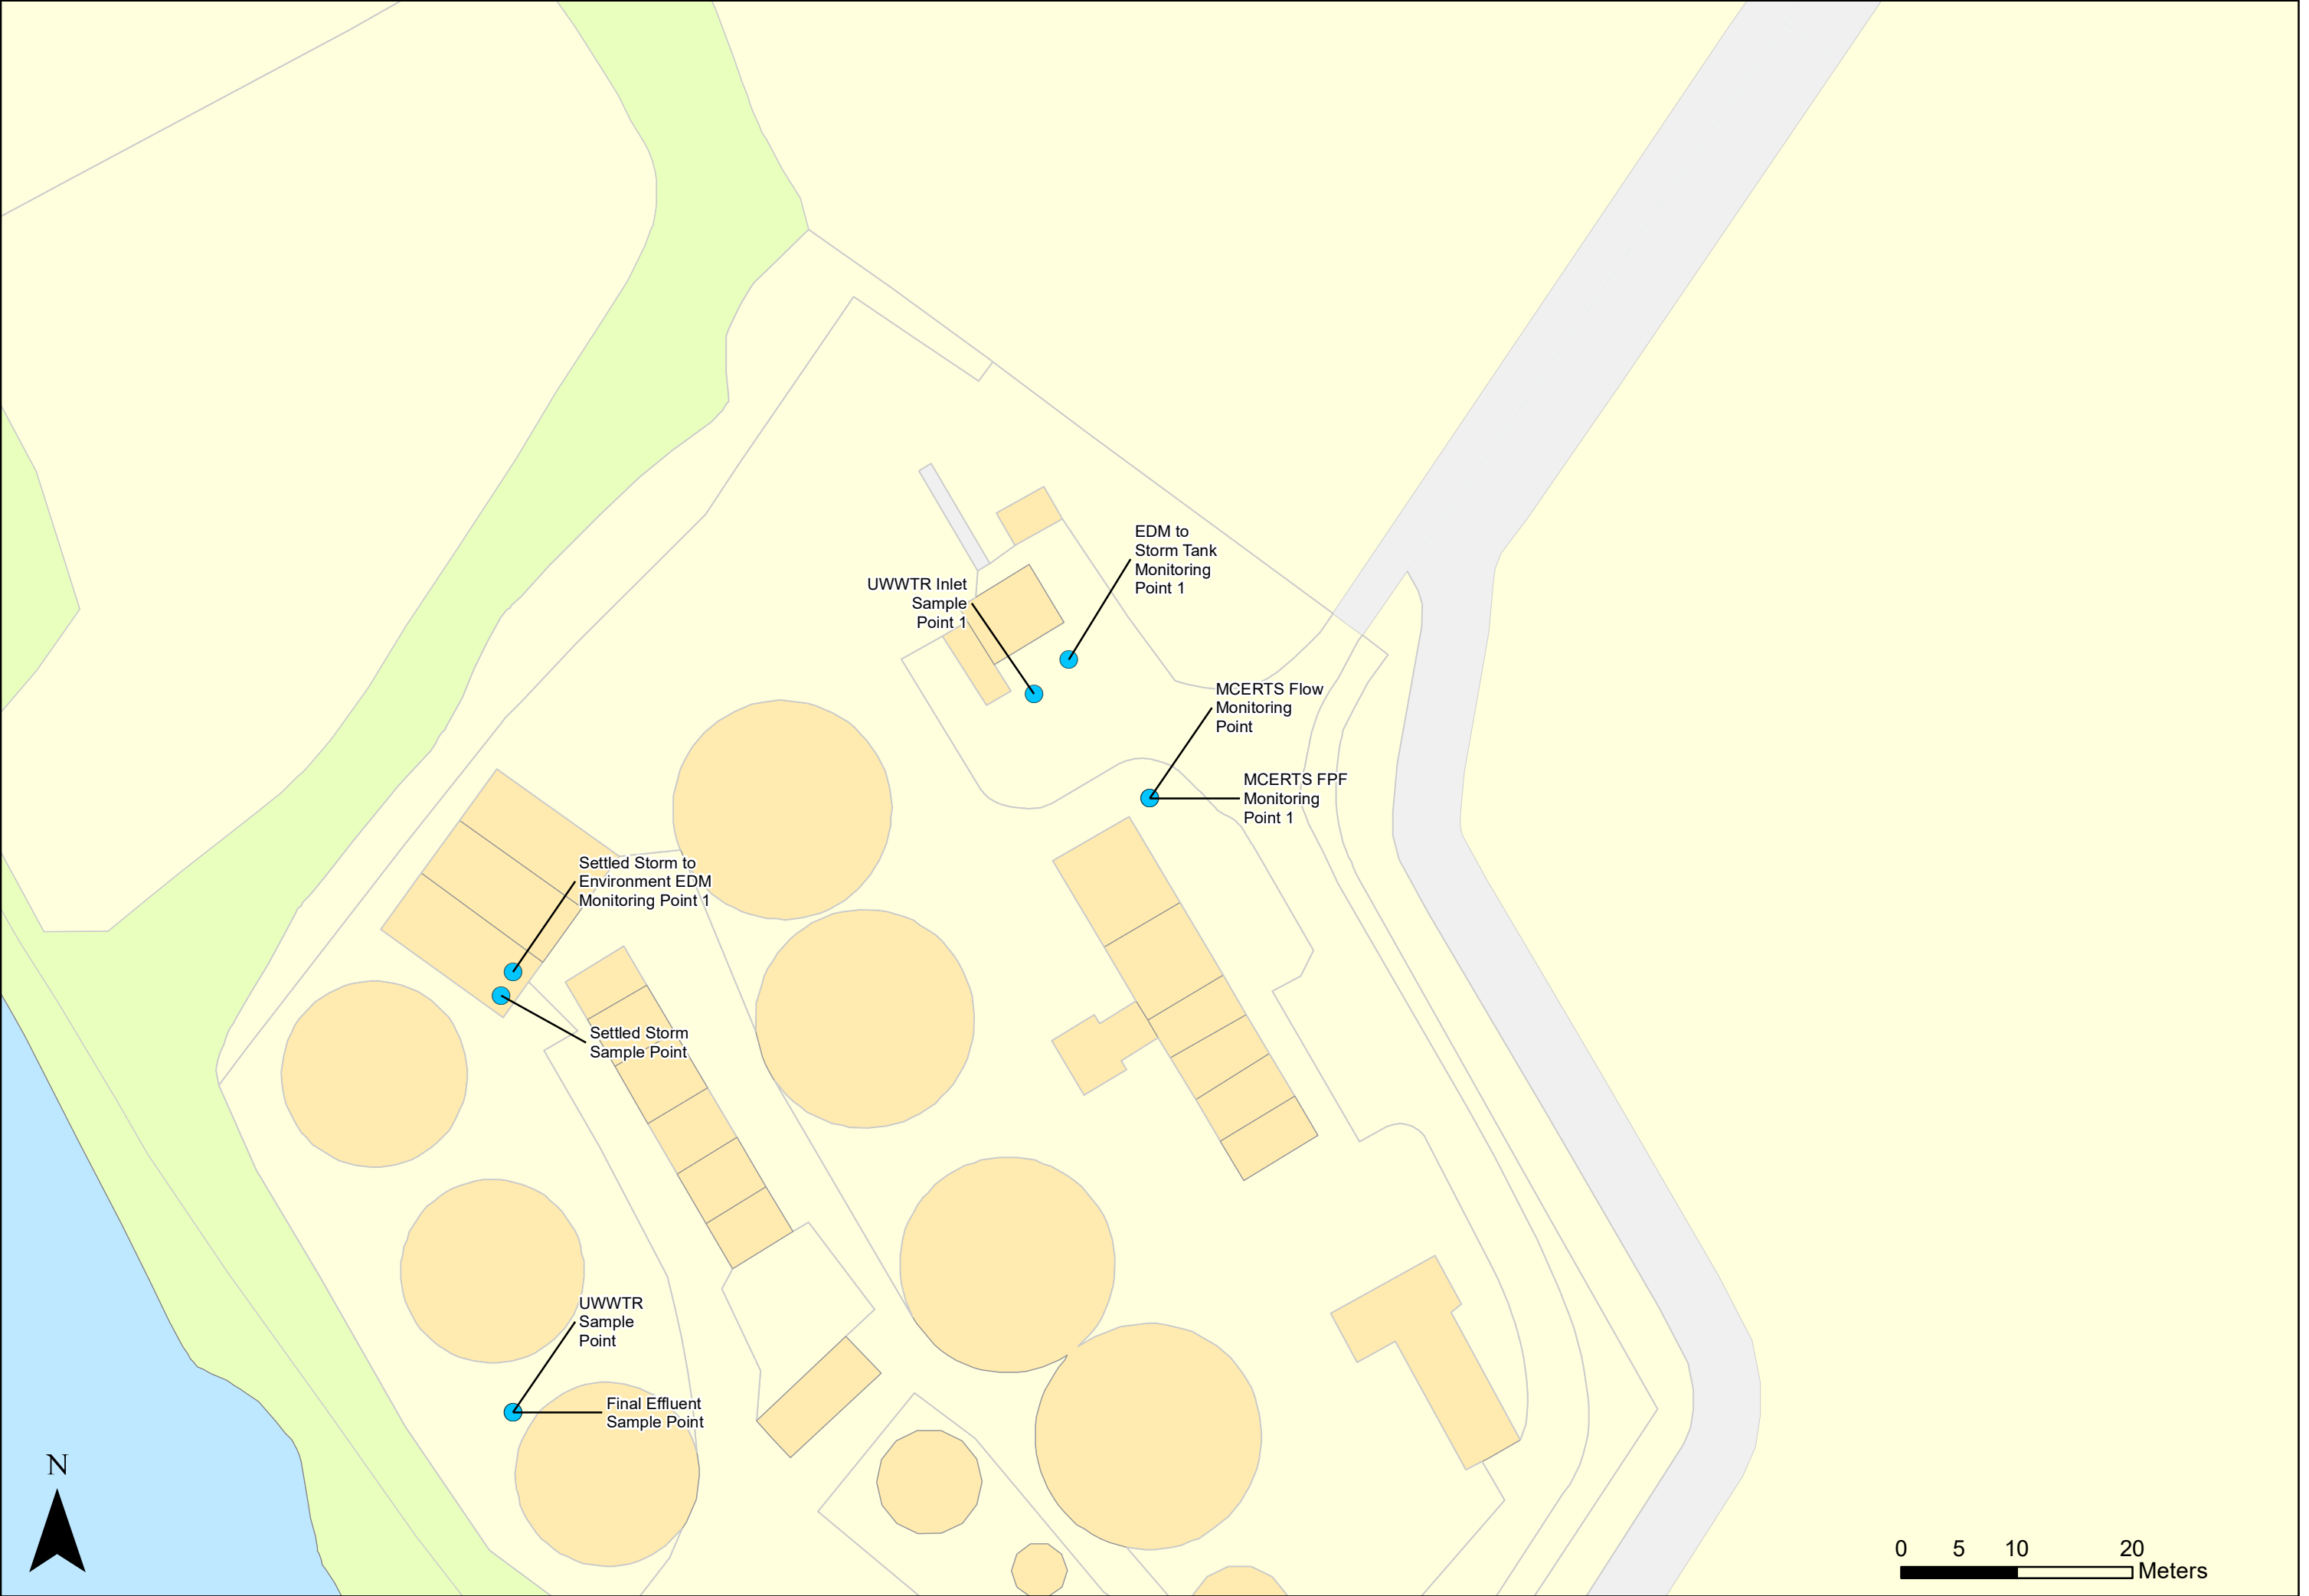 EDM to
Storm Tank
Monitoring
Point 1
UWWTR Inlet
Sample
Point 1
MCERTS Flow
Monitoring
Point
MCERTS FPF
Monitoring
Point 1
Settled Storm to
Environment EDM
Monitoring Point 1
Settled Storm
Sample Point
UWWTR
Sample
Point
Final Effluent
Sample Point
N
0 5 10 20
Meters